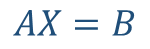 AX = B